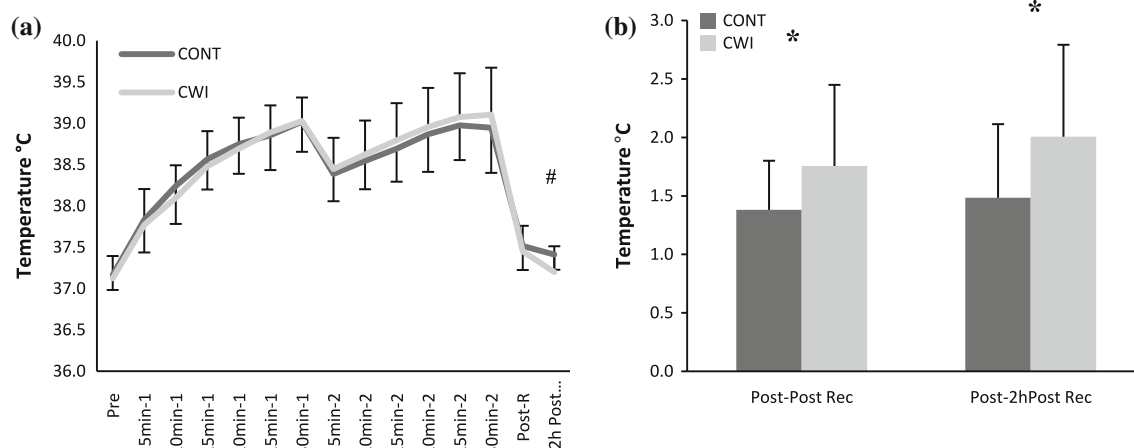 (a)
40.0
39.5
39.0
38.5
38.0
37.5
37.0
36.5
36.0
Temperature °C
CONT
CWI
#
Pre
5min-1
0min-1
5min-1
0min-1
5min-1
0min-1
5min-2
0min-2
5min-2
0min-2
5min-2
0min-2
Post-R
2h Post...
(b)
3.0
2.5
2.0
1.5
1.0
0.5
0.0
Temperature °C
CONT
CWI
*
*
Post-Post Rec
Post-2hPost Rec